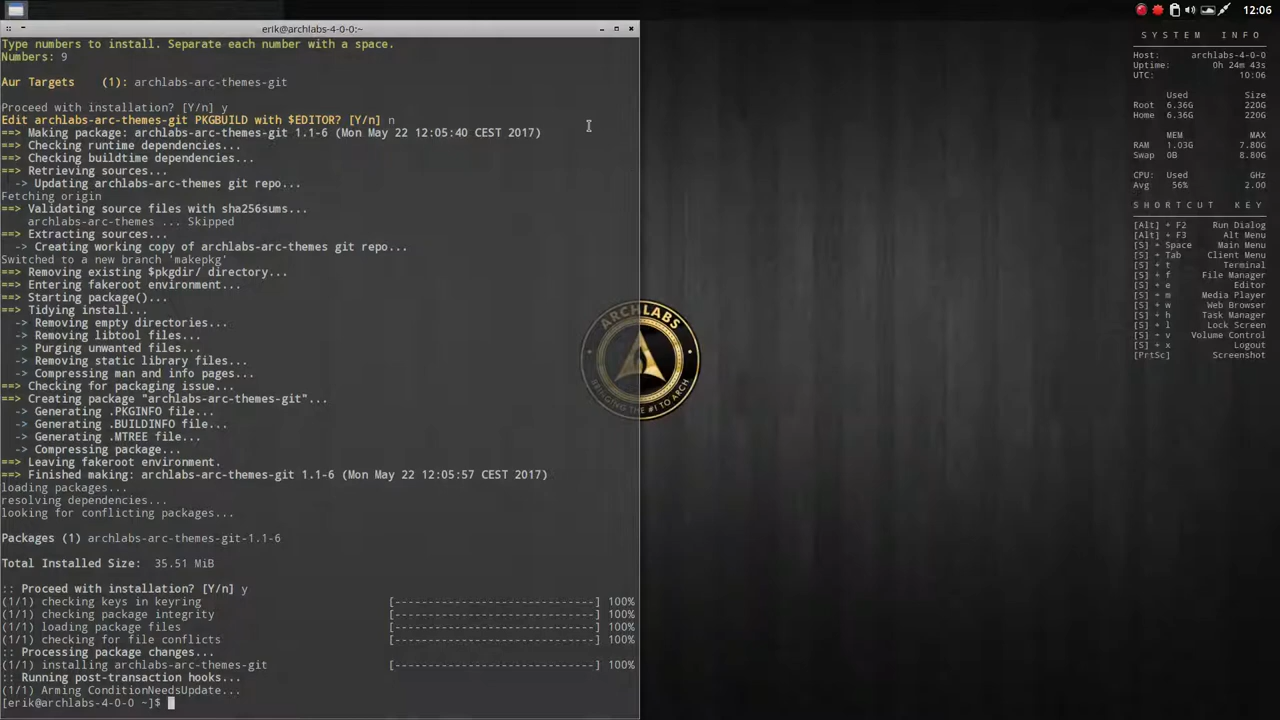 12:06
erik@archlabs-4-0-0:~
Type numbers to install. Separate each number with a space.
Numbers: 9
Aur Targets    (1): archlabs-arc-themes-git
Proceed with installation? [Y/n] y
Edit archlabs-arc-themes-git PKGBUILD with $EDITOR? [Y/n] n
==> Making package: archlabs-arc-themes-git 1.1-6 (Mon May 22 12:05:40 CEST 2017)
==> Checking runtime dependencies...
==> Checking buildtime dependencies...
==> Retrieving sources...
  -> Updating archlabs-arc-themes git repo...
Fetching origin
==> Validating source files with sha256sums...
    archlabs-arc-themes ... Skipped
==> Extracting sources...
  -> Creating working copy of archlabs-arc-themes git repo...
Switched to a new branch 'makepkg'
==> Removing existing $pkgdir/ directory...
==> Entering fakeroot environment...
==> Starting package()...
==> Tidying install...
  -> Removing empty directories...
  -> Removing libtool files...
  -> Purging unwanted files...
  -> Removing static library files...
  -> Compressing man and info pages...
==> Checking for packaging issue...
==> Creating package "archlabs-arc-themes-git"...
  -> Generating .PKGINFO file...
  -> Generating .BUILDINFO file...
  -> Generating .MTREE file...
  -> Compressing package...
==> Leaving fakeroot environment.
==> Finished making: archlabs-arc-themes-git 1.1-6 (Mon May 22 12:05:57 CEST 2017)
loading packages...
resolving dependencies...
looking for conflicting packages...
Packages (1) archlabs-arc-themes-git-1.1-6
Total Installed Size:  35.51 MiB
:: Proceed with installation? [Y/n] y
(1/1) checking keys in keyring [----------------------------] 100%
(1/1) checking package integrity [----------------------------] 100%
(1/1) loading package files [----------------------------] 100%
(1/1) checking for file conflicts [----------------------------] 100%
:: Processing package changes...
(1/1) installing archlabs-arc-themes-git [----------------------------] 100%
:: Running post-transaction hooks...
(1/1) Arming ConditionNeedsUpdate...
[erik@archlabs-4-0-0 ~]$
ARCHLABS
BRINGING THE #! TO ARCH
SYSTEM INFO
Host: archlabs-4-0-0
Uptime: 0h 24m 43s
UTC: 10:06
Used Size
Root 6.36G 220G
Home 6.36G 220G
MEM MAX
RAM 1.03G 7.80G
Swap 0B 8.80G
CPU: Used GHz
Avg 56% 2.00
SHORTCUT KEY
[Alt] + F2 Run Dialog
[Alt] + F3 Alt Menu
[S] + Space Main Menu
[S] + Tab Client Menu
[S] + t Terminal
[S] + f File Manager
[S] + e Editor
[S] + m Media Player
[S] + w Web Browser
[S] + h Task Manager
[S] + l Lock Screen
[S] + v Volume Control
[S] + x Logout
[PrtSc] Screenshot